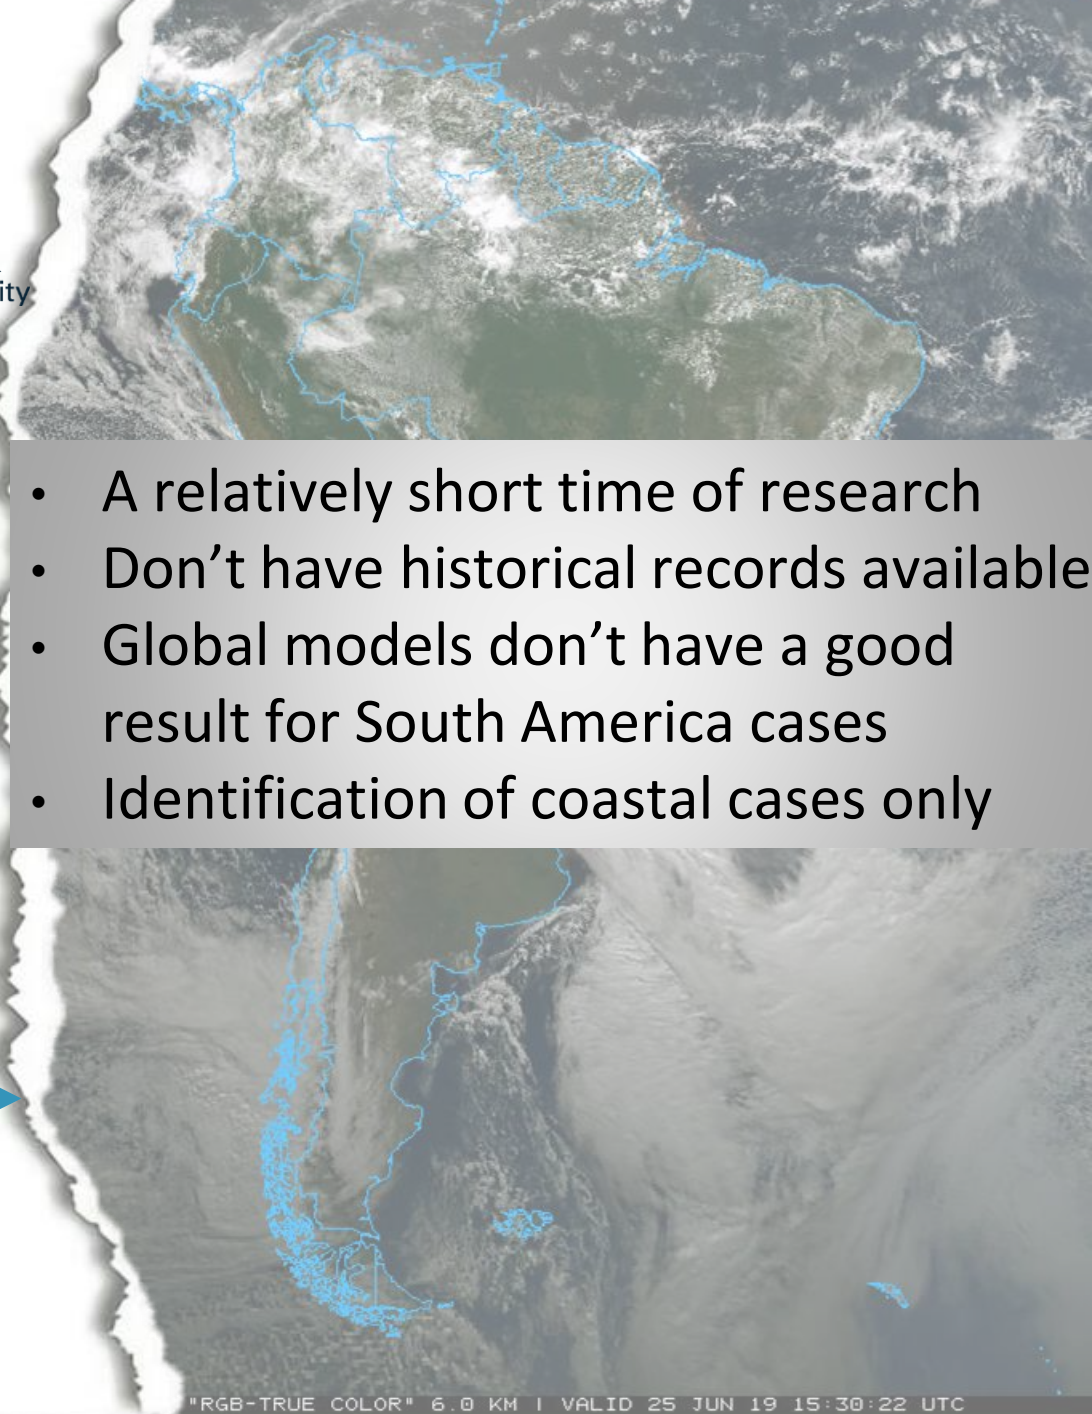 ity
• A relatively short time of research
• Don’t have historical records available
• Global models don’t have a good
result for South America cases
• Identification of coastal cases only
"RGB-TRUE COLOR" 6.0 KM | VALID 25 JUN 19 15:30:22 UTC